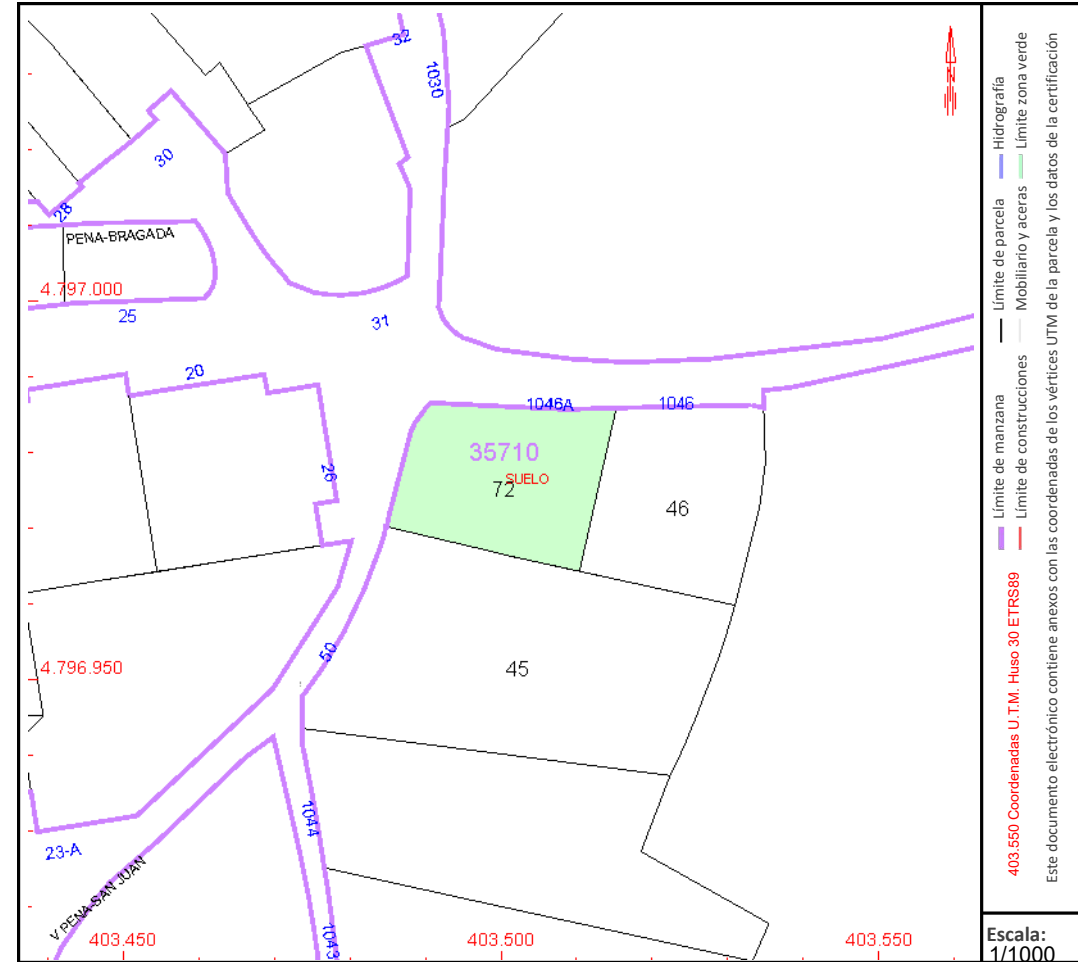 32
1030
30
28
PENA-BRAGADA
4.797.000
25
31
20
1046A
1046
35710
SUELO
72
26
46
50
45
4.796.950
1044
23-A
V.PENA-SAN JUAN
1043
403.450
403.500
403.550
N
Límite de manzana
Límite de parcela
Hidrografía
Límite de construcciones
Mobiliario y aceras
Límite zona verde
403.550 Coordenadas U.T.M. Huso 30 ETRS89
Este documento electrónico contiene anexos con las coordenadas de los vértices UTM de la parcela y los datos de la certificación
Escala:
1/1000